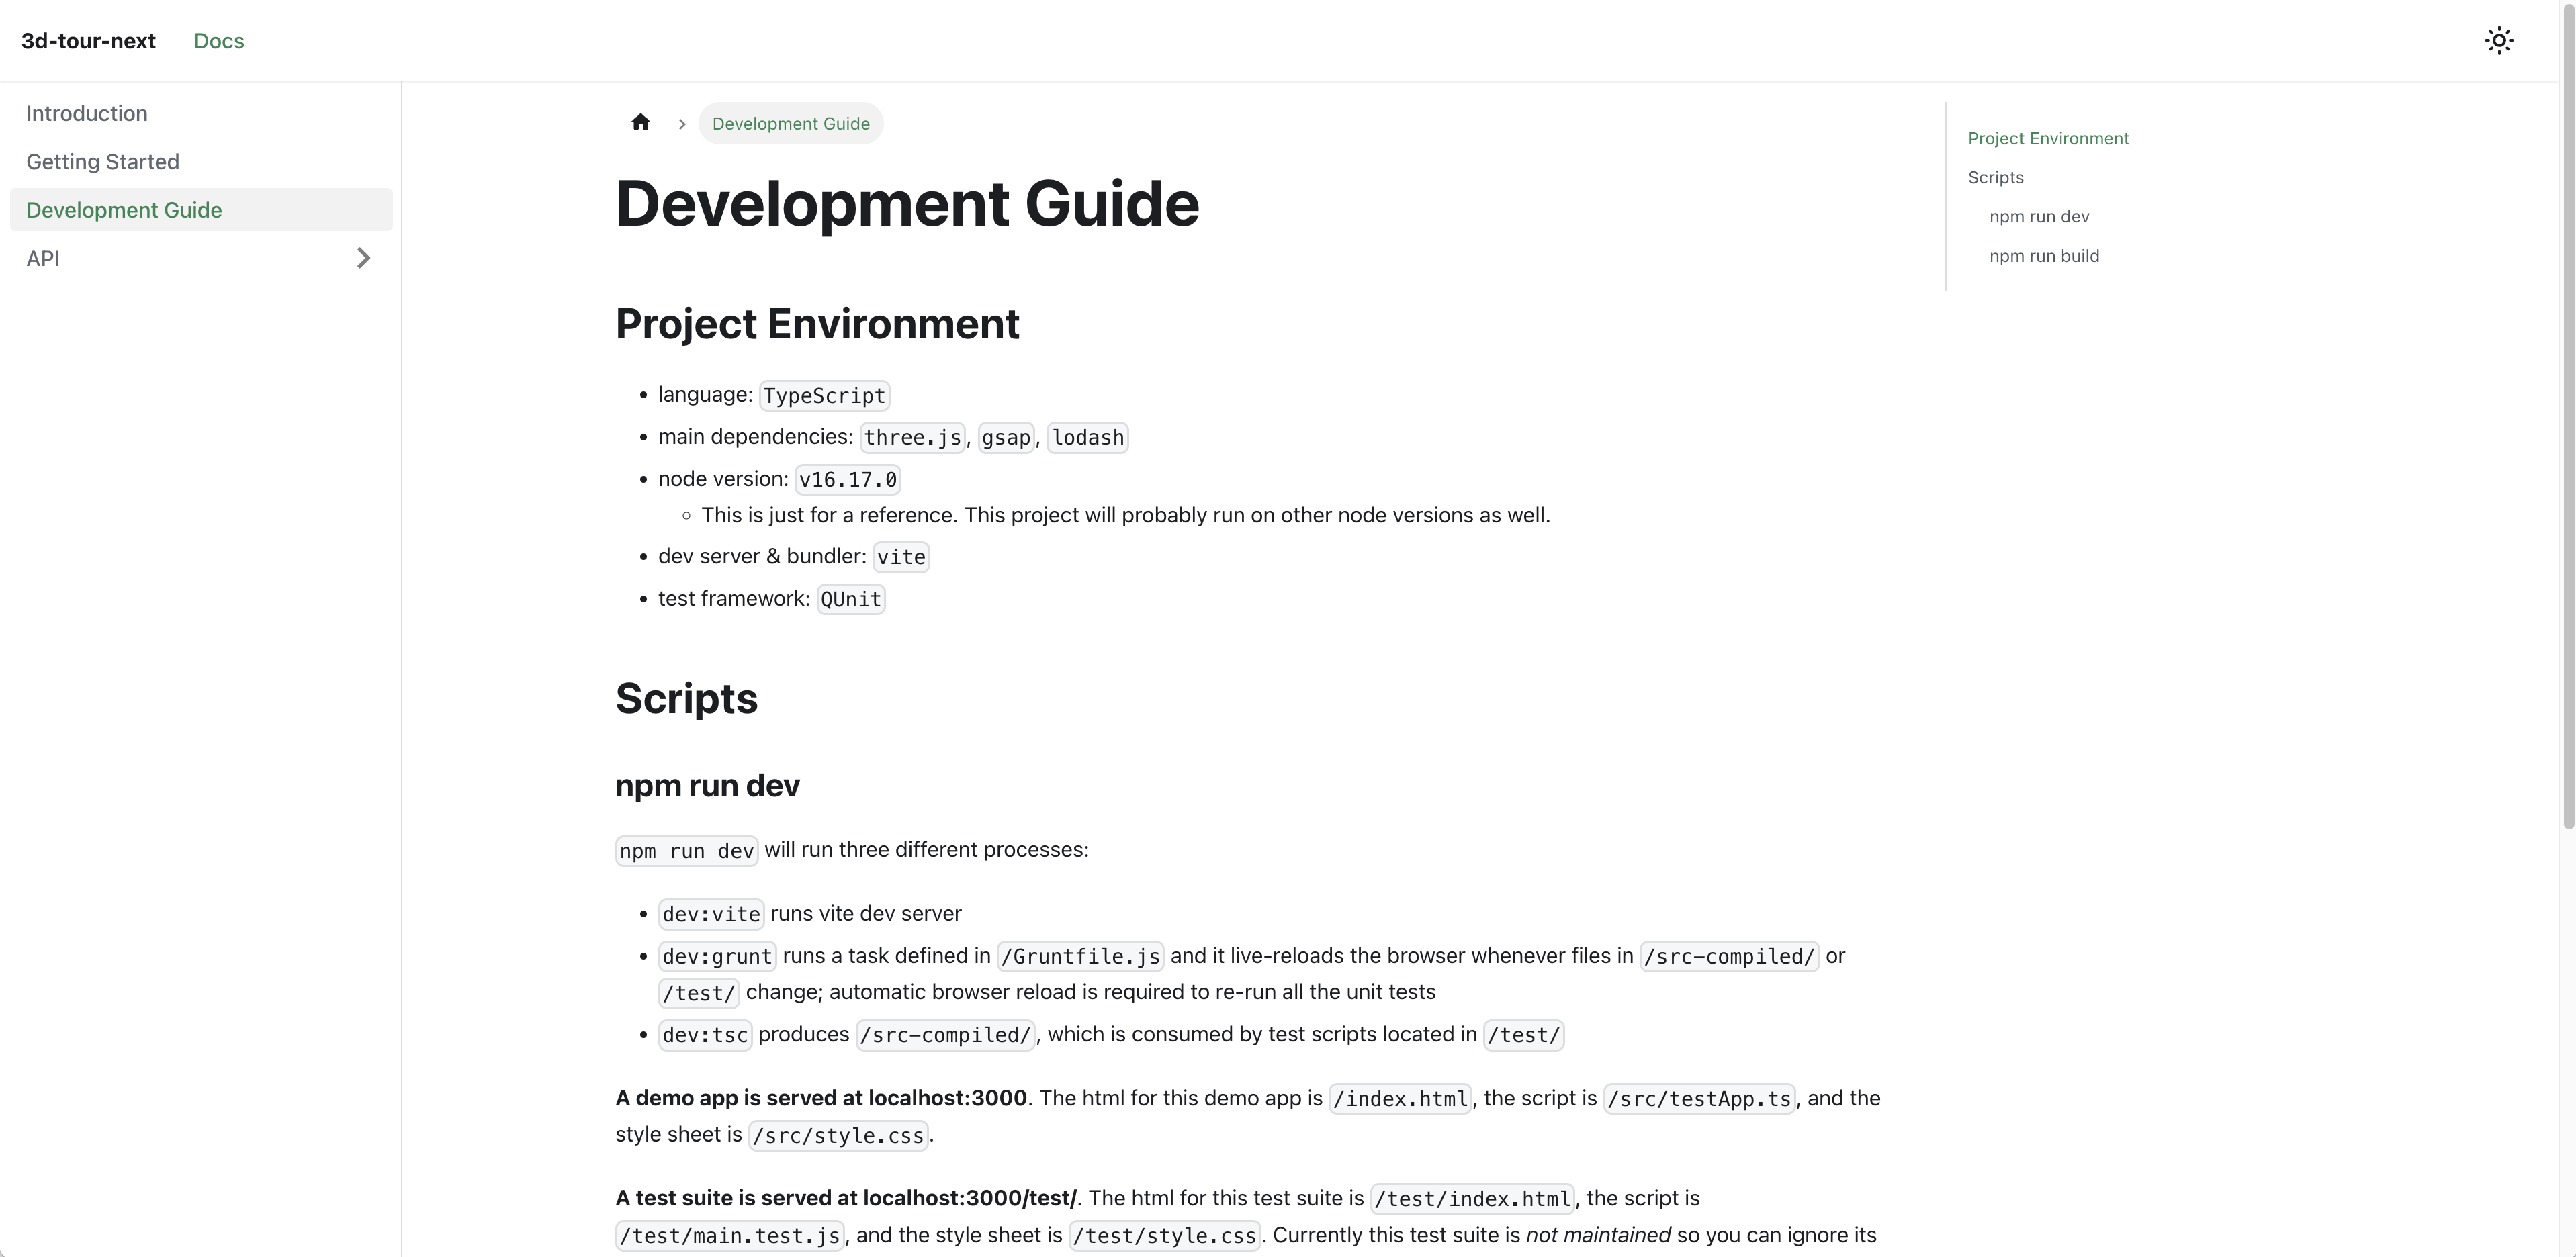 3d-tour-next Docs
Introduction
Getting Started
Development Guide
API
Development Guide
Development Guide
Project Environment
language: TypeScript
main dependencies: three.js, gsap, lodash
node version: v16.17.0
This is just for a reference. This project will probably run on other node versions as well.
dev server & bundler: vite
test framework: QUnit
Scripts
npm run dev
npm run dev will run three different processes:
dev:vite runs vite dev server
dev:grunt runs a task defined in /Gruntfile.js and it live-reloads the browser whenever files in /src-compiled/ or
/test/ change; automatic browser reload is required to re-run all the unit tests
dev:tsc produces /src-compiled/, which is consumed by test scripts located in /test/
A demo app is served at localhost:3000. The html for this demo app is /index.html, the script is /src/testApp.ts, and the
style sheet is /src/style.css.
A test suite is served at localhost:3000/test/. The html for this test suite is /test/index.html, the script is
/test/main.test.js, and the style sheet is /test/style.css. Currently this test suite is not maintained so you can ignore its
Project Environment
Scripts
npm run dev
npm run build